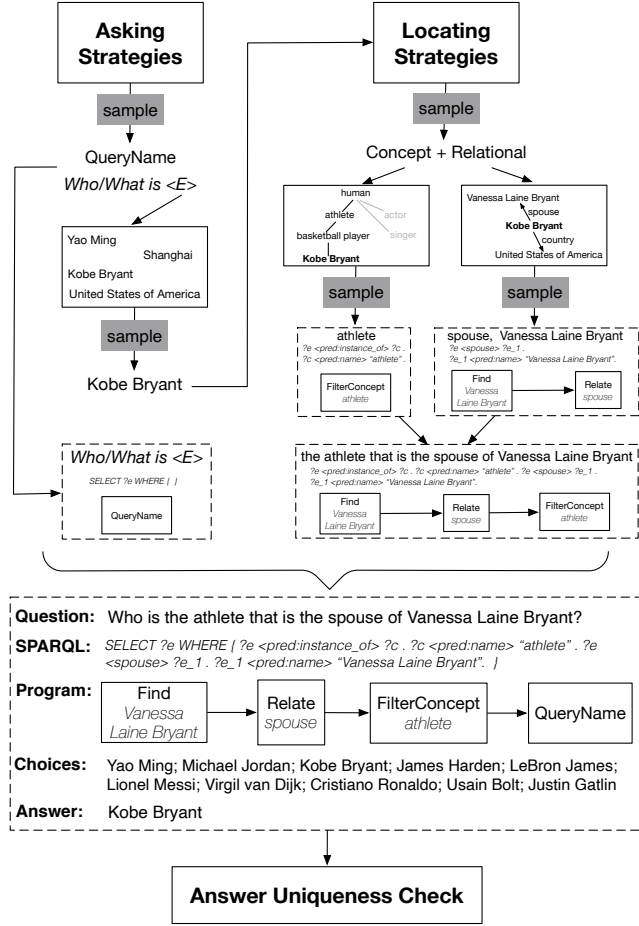 Asking
Strategies
sample
QueryName
Who/What is <E>
Yao Ming
Shanghai
Kobe Bryant
United States of America
sample
Kobe Bryant
Who/What is <E>
SELECT ?e WHERE { }
QueryName
Locating
Strategies
sample
Concept + Relational
human
athlete
actor
basketball player
singer
Kobe Bryant
Vanessa Laine Bryant
spouse
Kobe Bryant
country
United States of America
sample
sample
athlete
?e <pred:instance_of> ?c .
?c <pred:name> “athlete” .
FilterConcept
athlete
spouse, Vanessa Laine Bryant
?e <spouse> ?e_1 .
?e_1 <pred:name> “Vanessa Laine Bryant”.
Find
Vanessa
Laine Bryant
Relate
spouse
the athlete that is the spouse of Vanessa Laine Bryant
?e <pred:instance_of> ?c . ?c <pred:name> “athlete” . ?e <spouse> ?e_1 .
?e_1 <pred:name> “Vanessa Laine Bryant”.
Find
Vanessa
Laine Bryant
Relate
spouse
FilterConcept
athlete
Question: Who is the athlete that is the spouse of Vanessa Laine Bryant?
SPARQL: SELECT ?e WHERE { ?e <pred:instance_of> ?c . ?c <pred:name> “athlete” . ?e
<spouse> ?e_1 . ?e_1 <pred:name> “Vanessa Laine Bryant”. }
Program:
Find
Vanessa
Laine Bryant
Relate
spouse
FilterConcept
athlete
QueryName
Choices: Yao Ming; Michael Jordan; Kobe Bryant; James Harden; LeBron James;
Lionel Messi; Virgil van Dijk; Cristiano Ronaldo; Usain Bolt; Justin Gatlin
Answer: Kobe Bryant
Answer Uniqueness Check